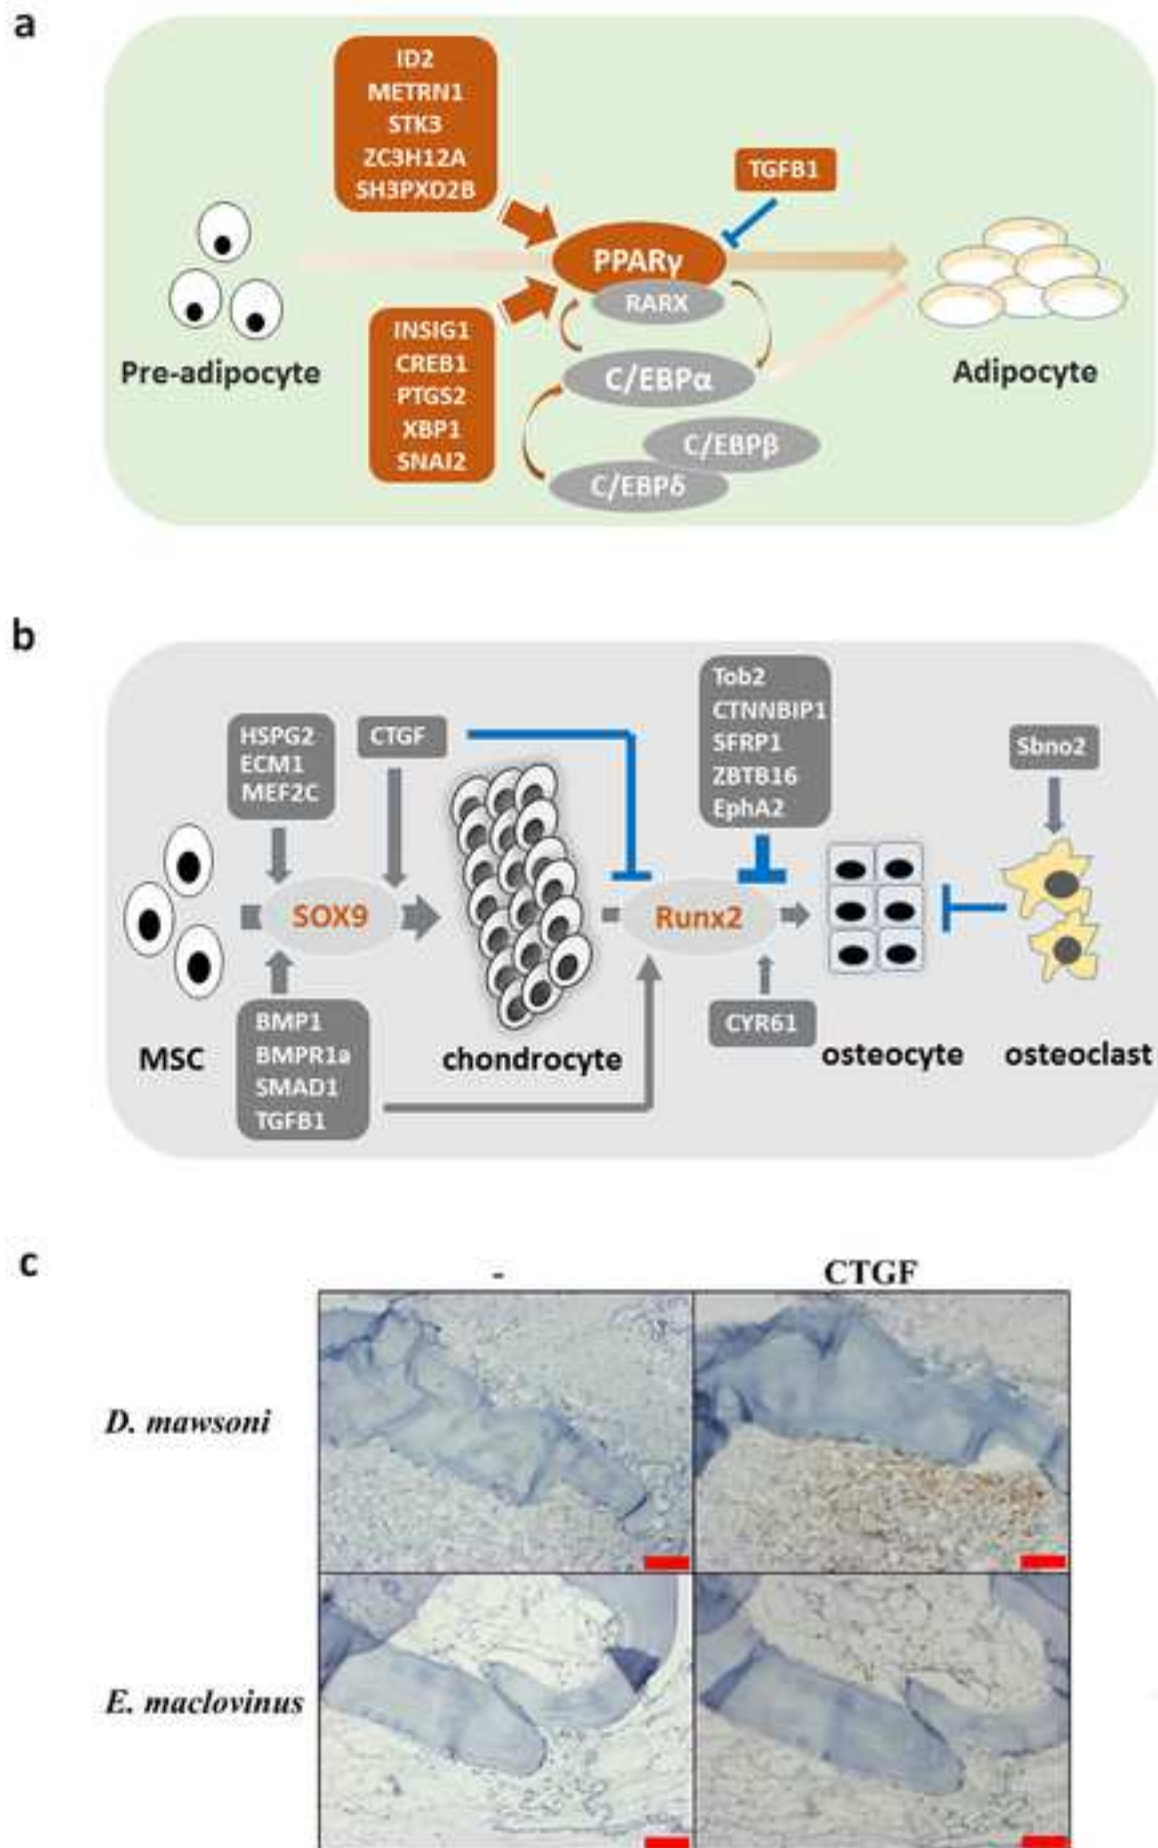 a
ID2
METRN1
STK3
ZC3H12A
SH3PXD2B
TGFB1
PPARγ
RARX
INSIG1
CREB1
PTGS2
XBP1
SNAI2
C/EBPα
C/EBPβ
C/EBPδ
Pre-adipocyte
Adipocyte
b
HSPG2
ECM1
MEF2C
CTGF
Tob2
CTNNBIP1
SFRP1
ZBTB16
EphA2
Sbno2
SOX9
Runx2
BMP1
BMPR1a
SMAD1
TGFB1
CYR61
MSC
chondrocyte
osteocyte
osteoclast
c
-
CTGF
D. mawsoni
E. maclovinus